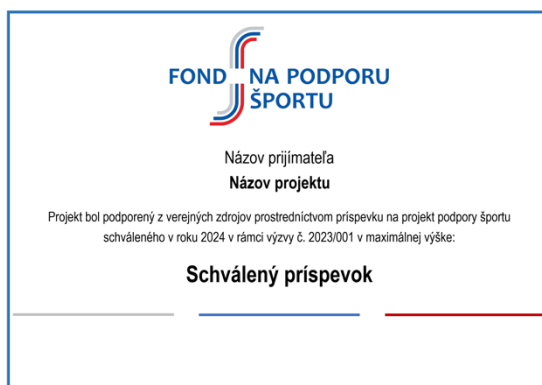 FOND NA PODPORU
ŠPORTU
Názov prijímateľa
Názov projektu
Projekt bol podporený z verejných zdrojov prostredníctvom príspevku na projekt podpory športu
schváleného v roku 2024 v rámci výzvy č. 2023/001 v maximálnej výške:
Schválený príspevok